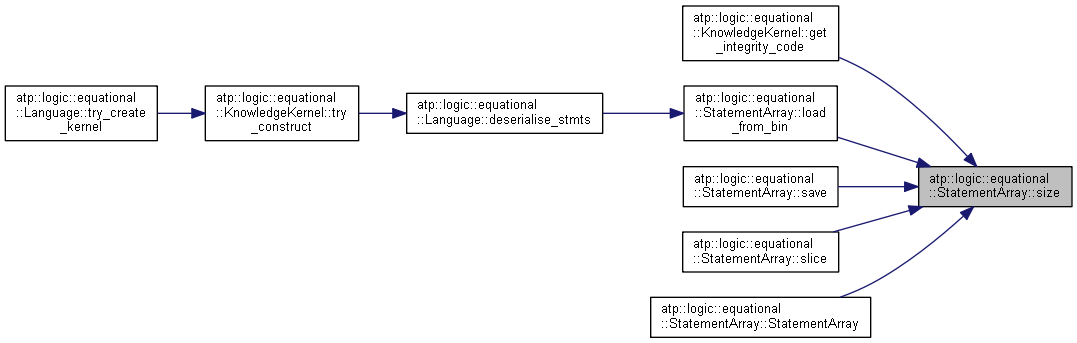 atp::logic::equational
::KnowledgeKernel::get
_integrity_code
atp::logic::equational
::Language::try_create
_kernel
atp::logic::equational
::KnowledgeKernel::try
_construct
atp::logic::equational
::Language::deserialise_stmts
atp::logic::equational
::StatementArray::load
_from_bin
atp::logic::equational
::StatementArray::size
atp::logic::equational
::StatementArray::save
atp::logic::equational
::StatementArray::slice
atp::logic::equational
::StatementArray::StatementArray